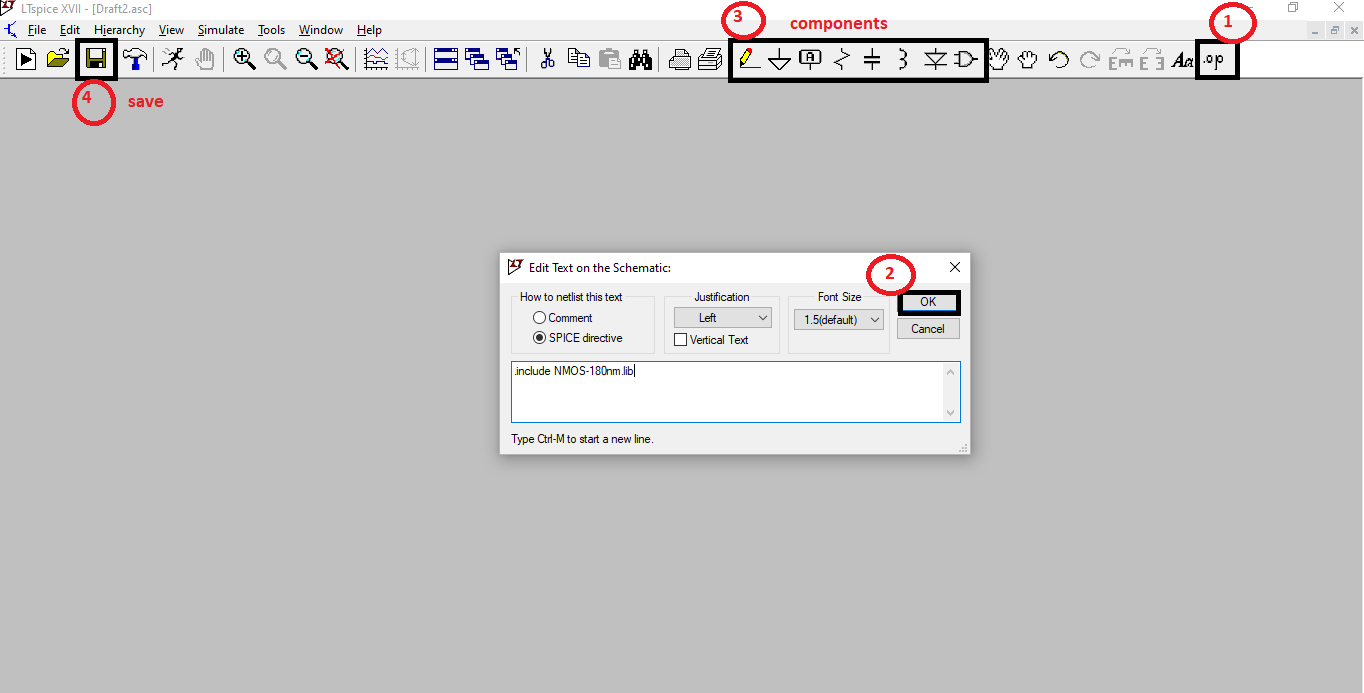 LTspice XVII - [Draft2.asc]
3
components
1
File Edit Hierarchy View Simulate Tools Window Help
A
Aa
.op
4
save
Edit Text on the Schematic:
2
How to netlist this text
Justification
Font Size
OK
Comment
Left
1.5(default)
Cancel
SPICE directive
Vertical Text
.include NMOS-180nm.lib
Type Ctrl-M to start a new line.